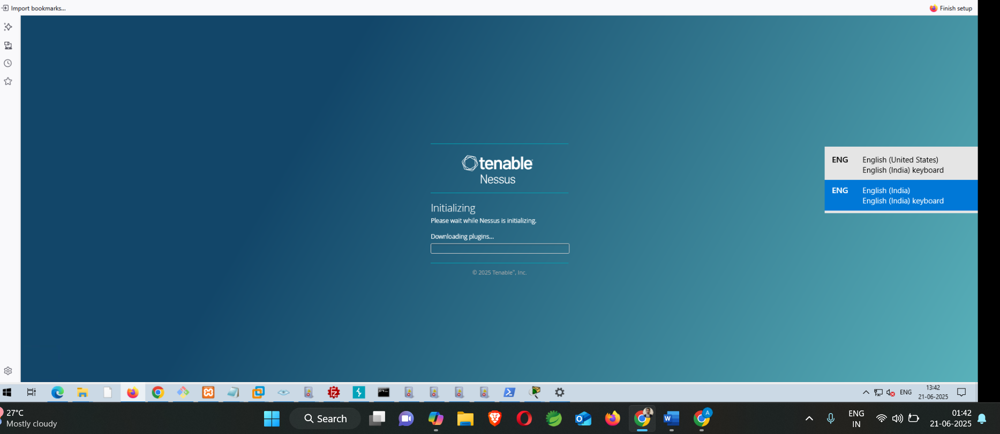 Import bookmarks...
Finish setup
tenable
Nessus
Initializing
Please wait while Nessus is initializing.
Downloading plugins...
© 2025 Tenable™, Inc.
ENG English (United States)
English (India) keyboard
ENG English (India)
English (India) keyboard
ENG
13:42
21-06-2025
27°C
Mostly cloudy
Search
A
ENG
IN
01:42
21-06-2025